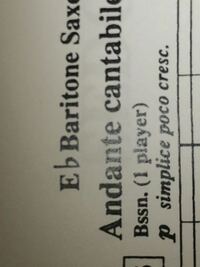 E♭ Baritone Saxo
Andante cantabile
Bssn. (1 player)
p simplice poco cresc.